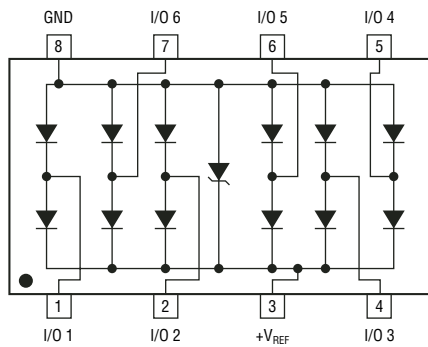 GND I/O 6 I/O 5 I/O 4
8 7 6 5
1 2 3 4
I/O 1 I/O 2 +VREF I/O 3